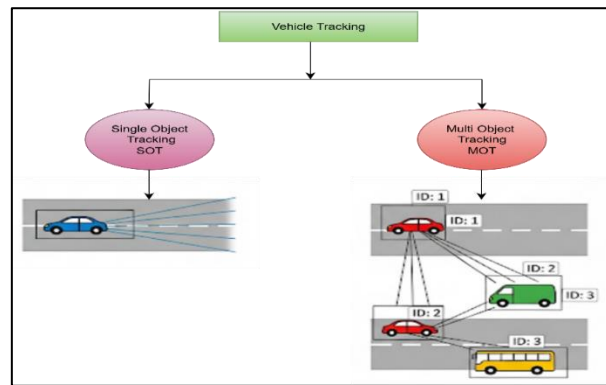 Vehicle Tracking
Single Object
Tracking
SOT
Multi Object
Tracking
MOT
ID: 1
ID: 1
ID: 2
ID: 3
ID: 2
ID: 3